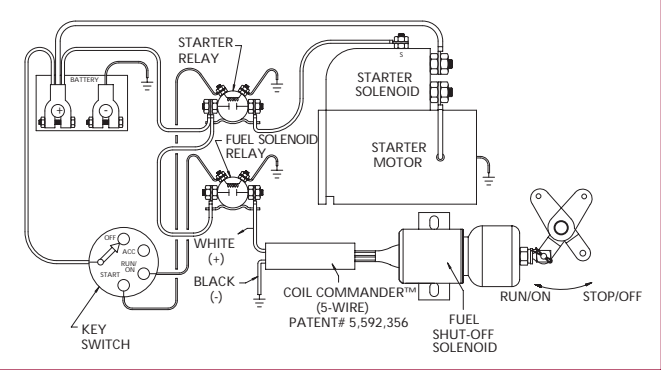 STARTER
RELAY
S
BATTERY
+
-
STARTER
SOLENOID
FUEL SOLENOID
RELAY
STARTER
MOTOR
OFF
ACC
RUN/
ON
START
WHITE
(+)
BLACK
(-)
KEY
SWITCH
COIL COMMANDER™
(5-WIRE)
PATENT# 5,592,356
FUEL
SHUT-OFF
SOLENOID
RUN/ON
STOP/OFF